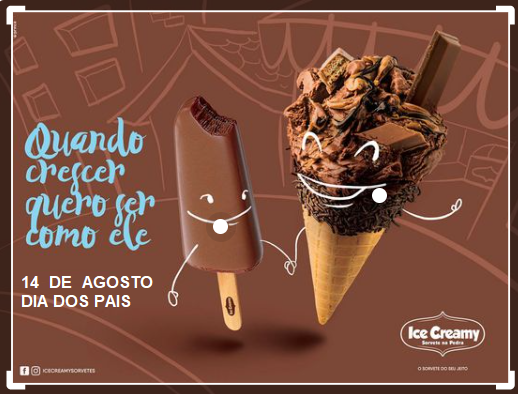 Quando
crescer
quero ser
como ele
14 DE AGOSTO
DIA DOS PAIS
Ice Creamy
Sorvete na Pedra
O SORVETE DO SEU JEITO
ICECREAMYSORVETES